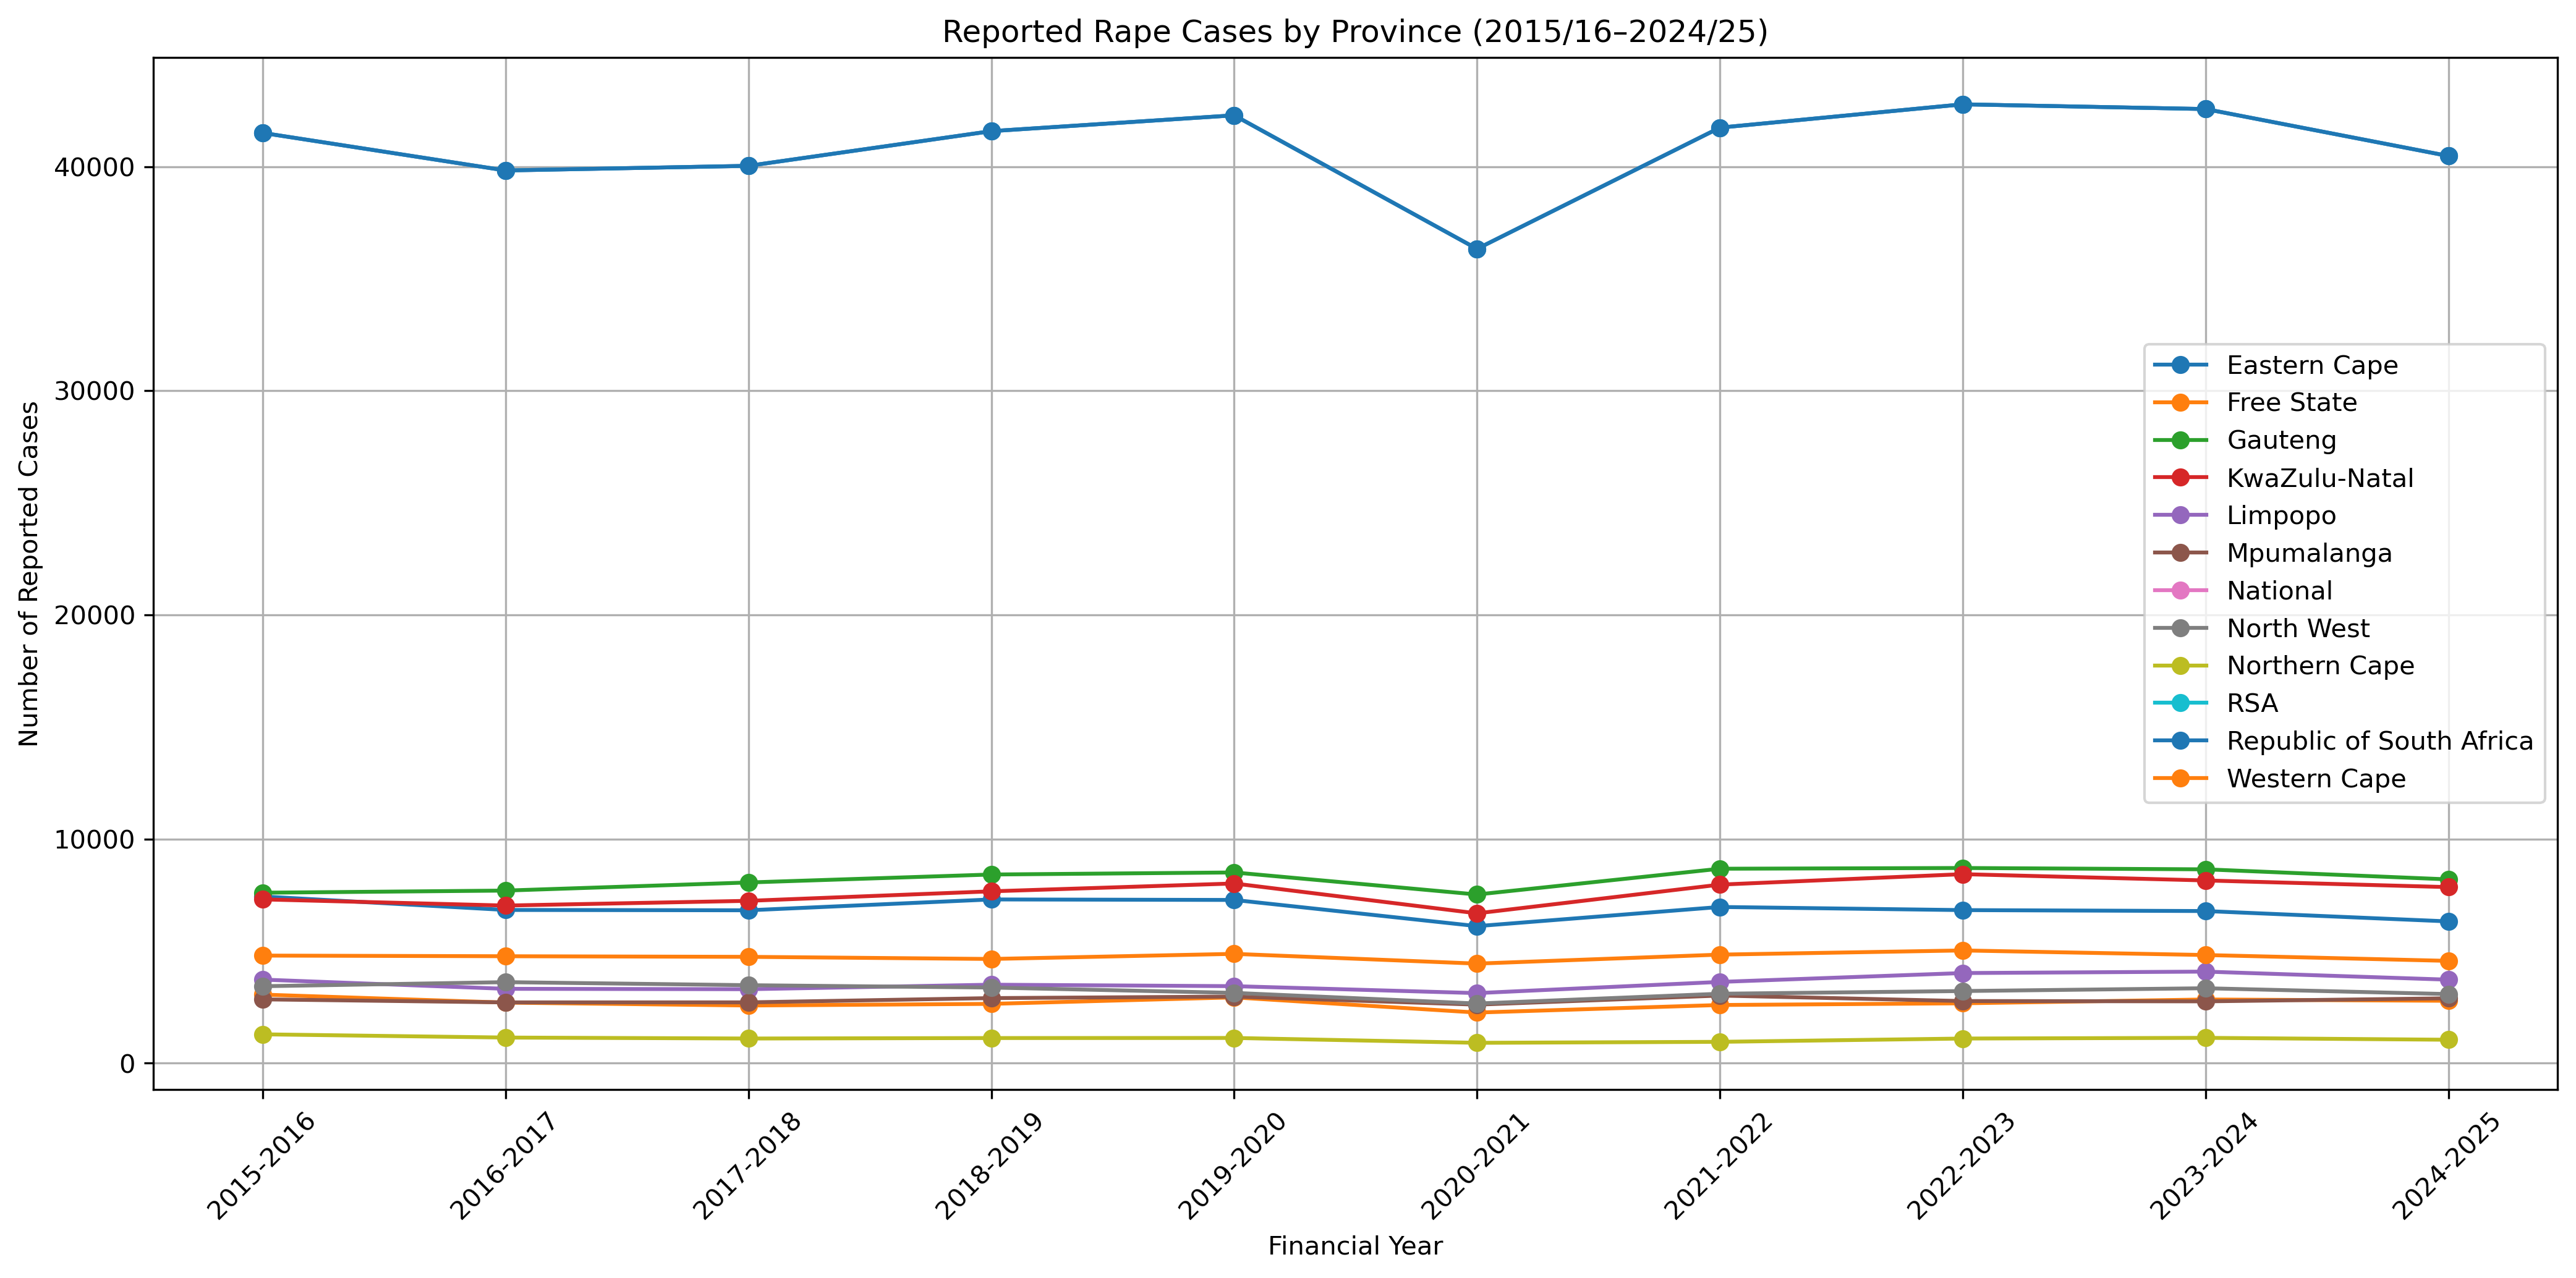 Reported Rape Cases by Province (2015/16–2024/25)
Number of Reported Cases
40000
30000
20000
10000
0
Eastern Cape
Free State
Gauteng
KwaZulu-Natal
Limpopo
Mpumalanga
National
North West
Northern Cape
RSA
Republic of South Africa
Western Cape
2015-2016
2016-2017
2017-2018
2018-2019
2019-2020
2020-2021
2021-2022
2022-2023
2023-2024
2024-2025
Financial Year